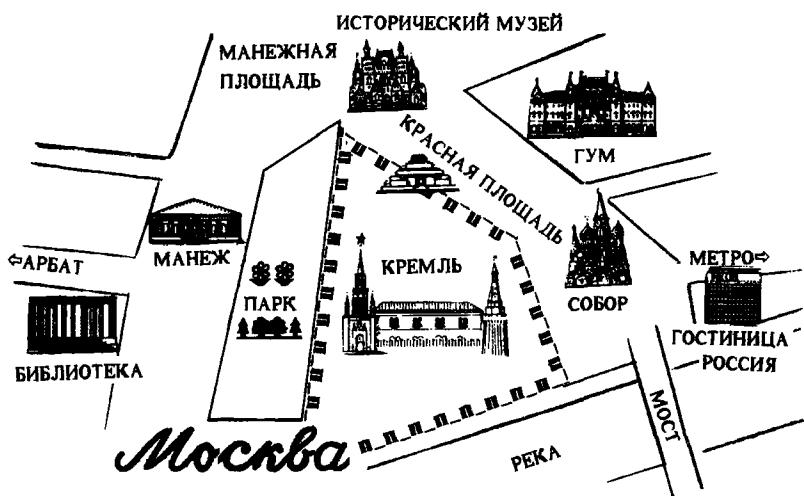 ИСТОРИЧЕСКИЙ МУЗЕЙ
МАНЕЖНАЯ
ПЛОЩАДЬ
КРАСНАЯ ПЛОЩАДЬ
ГУМ
МАНЕЖ
⇦АРБАТ
КРЕМЛЬ
ПАРК
СОБОР
МЕТРО⇨
ГОСТИНИЦА
РОССИЯ
БИБЛИОТЕКА
МОСТ
РЕКА
Москва